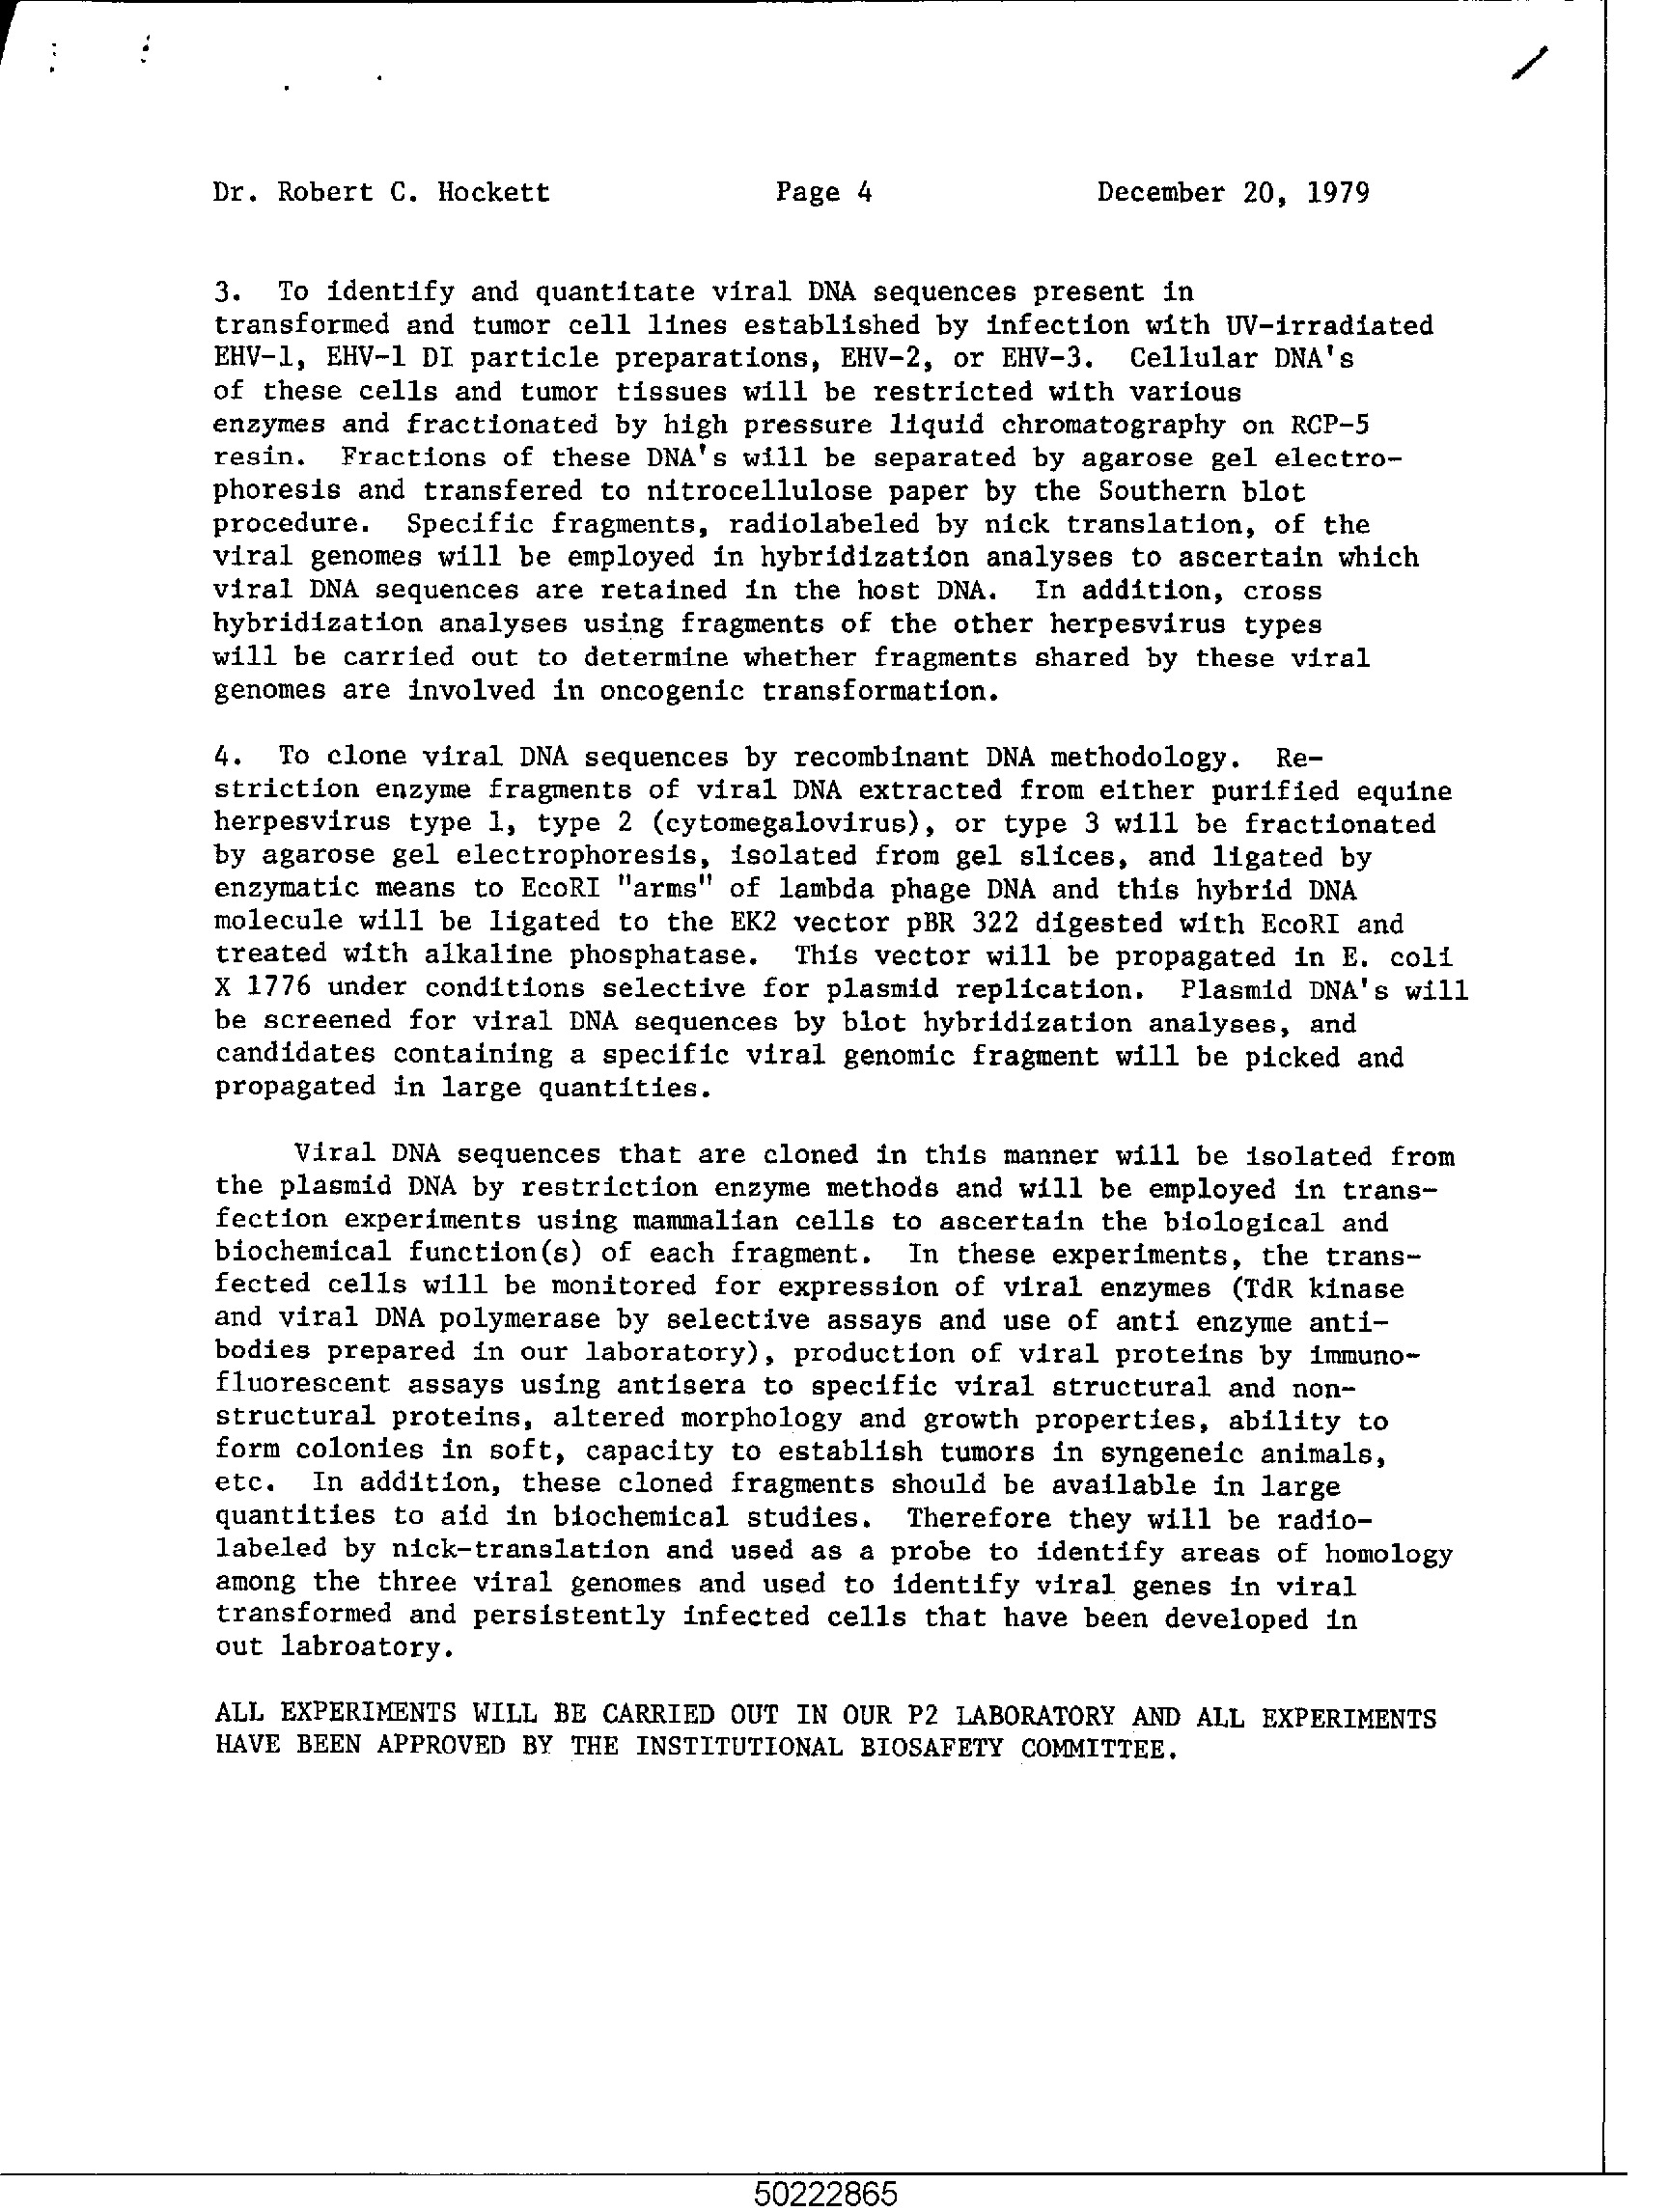 Dr. Robert C. Hockett Page 4 December 20, 1979
3. To identify and quantitate viral DNA sequences present in
transformed and tumor cell lines established by infection with UV-irradiated
EHV-1, EHV-1 DI particle preparations, EHV-2, or EHV-3. Cellular DNA's
of these cells and tumor tissues will be restricted with various
enzymes and fractionated by high pressure liquid chromatography on RCP-5
resin. Fractions of these DNA's will be separated by agarose gel electro-
phoresis and transfered to nitrocellulose paper by the Southern blot
procedure. Specific fragments, radiolabeled by nick translation, of the
viral genomes will be employed in hybridization analyses to ascertain which
viral DNA sequences are retained in the host DNA. In addition, cross
hybridization analyses using fragments of the other herpesvirus types
will be carried out to determine whether fragments shared by these viral
genomes are involved in oncogenic transformation.
4. To clone viral DNA sequences by recombinant DNA methodology. Re-
striction enzyme fragments of viral DNA extracted from either purified equine
herpesvirus type 1, type 2 (cytomegalovirus), or type 3 will be fractionated
by agarose gel electrophoresis, isolated from gel slices, and ligated by
enzymatic means to EcoRI "arms" of lambda phage DNA and this hybrid DNA
molecule will be ligated to the EK2 vector pBR 322 digested with EcoRI and
treated with alkaline phosphatase. This vector will be propagated in E. coli
X 1776 under conditions selective for plasmid replication. Plasmid DNA's will
be screened for viral DNA sequences by blot hybridization analyses, and
candidates containing a specific viral genomic fragment will be picked and
propagated in large quantities.
Viral DNA sequences that are cloned in this manner will be isolated from
the plasmid DNA by restriction enzyme methods and will be employed in trans-
fection experiments using mammalian cells to ascertain the biological and
biochemical function(s) of each fragment. In these experiments, the trans-
fected cells will be monitored for expression of viral enzymes (TdR kinase
and viral DNA polymerase by selective assays and use of anti enzyme anti-
bodies prepared in our laboratory), production of viral proteins by immuno-
fluorescent assays using antisera to specific viral structural and non-
structural proteins, altered morphology and growth properties, ability to
form colonies in soft, capacity to establish tumors in syngeneic animals,
etc. In addition, these cloned fragments should be available in large
quantities to aid in biochemical studies. Therefore they will be radio-
labeled by nick-translation and used as a probe to identify areas of homology
among the three viral genomes and used to identify viral genes in viral
transformed and persistently infected cells that have been developed in
out labroatory.
ALL EXPERIMENTS WILL BE CARRIED OUT IN OUR P2 LABORATORY AND ALL EXPERIMENTS
HAVE BEEN APPROVED BY THE INSTITUTIONAL BIOSAFETY COMMITTEE.
50222865